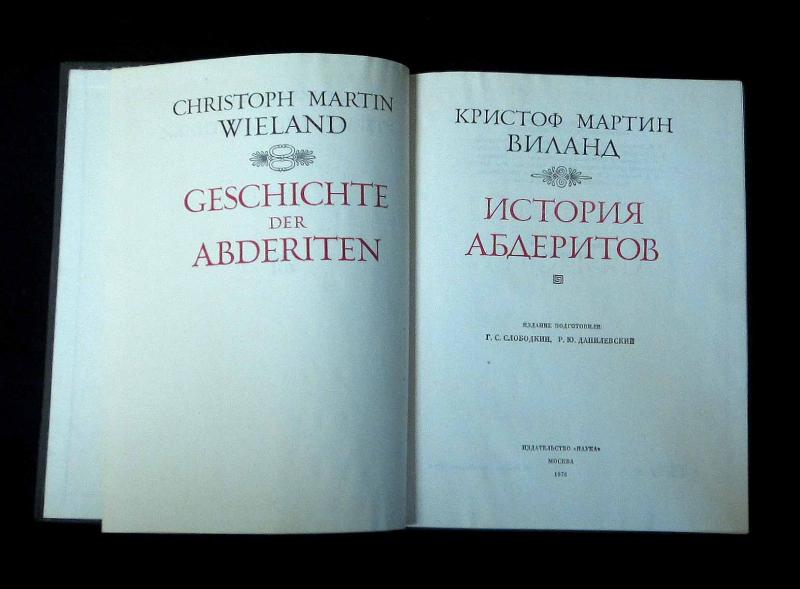 CHRISTOPH MARTIN
WIELAND
GESCHICHTE
DER
ABDERITEN
КРИСТОФ МАРТИН
ВИЛАНД
ИСТОРИЯ
АБДЕРИТОВ
ИЗДАНИЕ ПОДГОТОВИЛИ
Г. С. СЛОБОДКИН, Р. Ю. ДАНИЛЕВСКИЙ
ИЗДАТЕЛЬСТВО «НАУКА»
МОСКВА
1978